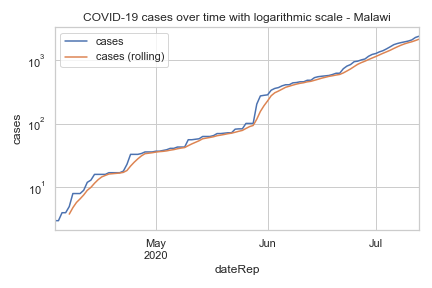 COVID-19 cases over time with logarithmic scale - Malawi
cases
cases (rolling)
10³
10²
10¹
cases
May
2020
Jun
Jul
dateRep